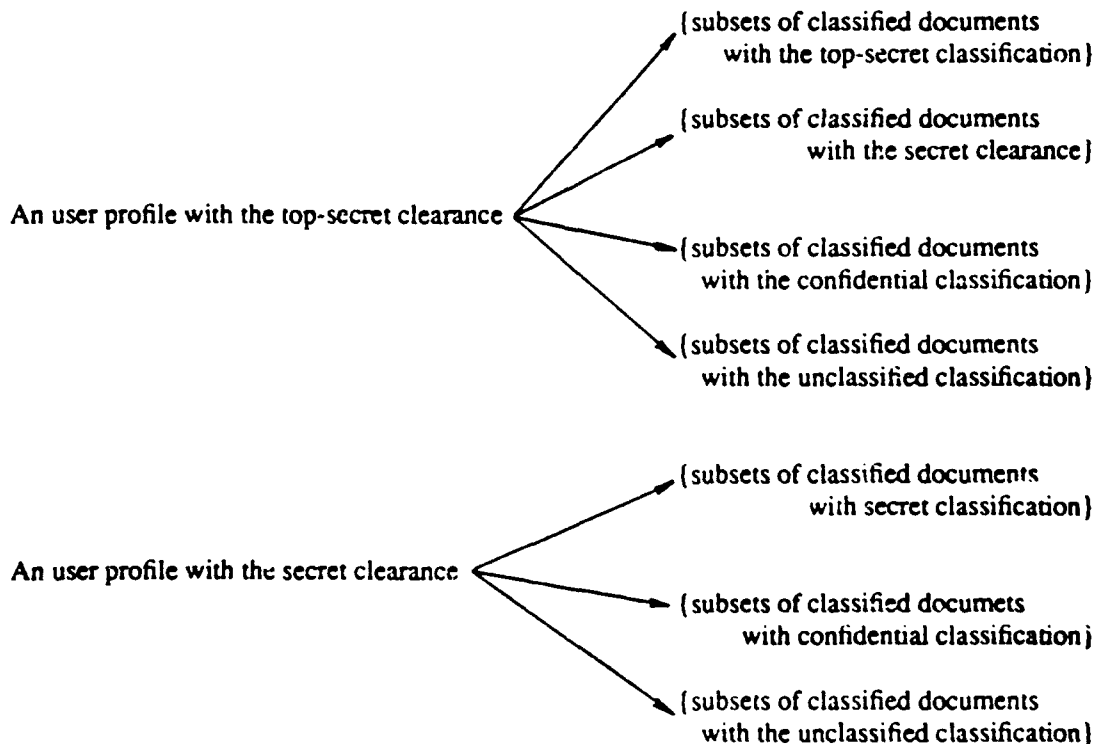 {subsets of classified documents
with the top-secret classification}
{subsets of classified documents
with the secret clearance}
An user profile with the top-secret clearance
{subsets of classified documents
with the confidential classification}
{subsets of classified documents
with the unclassified classification}
{subsets of classified documents
with secret classification}
An user profile with the secret clearance
{subsets of classified documets
with confidential classification}
{subsets of classified documents
with the unclassified classification}